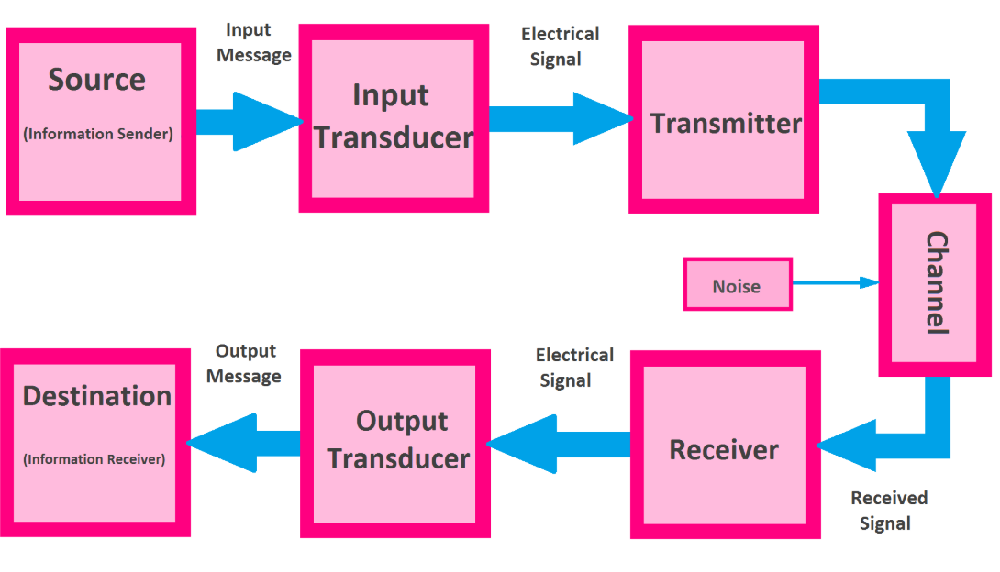 Source
(Information Sender)
Input
Message
Input
Transducer
Electrical
Signal
Transmitter
Channel
Noise
Received
Signal
Receiver
Electrical
Signal
Output
Transducer
Output
Message
Destination
(Information Receiver)